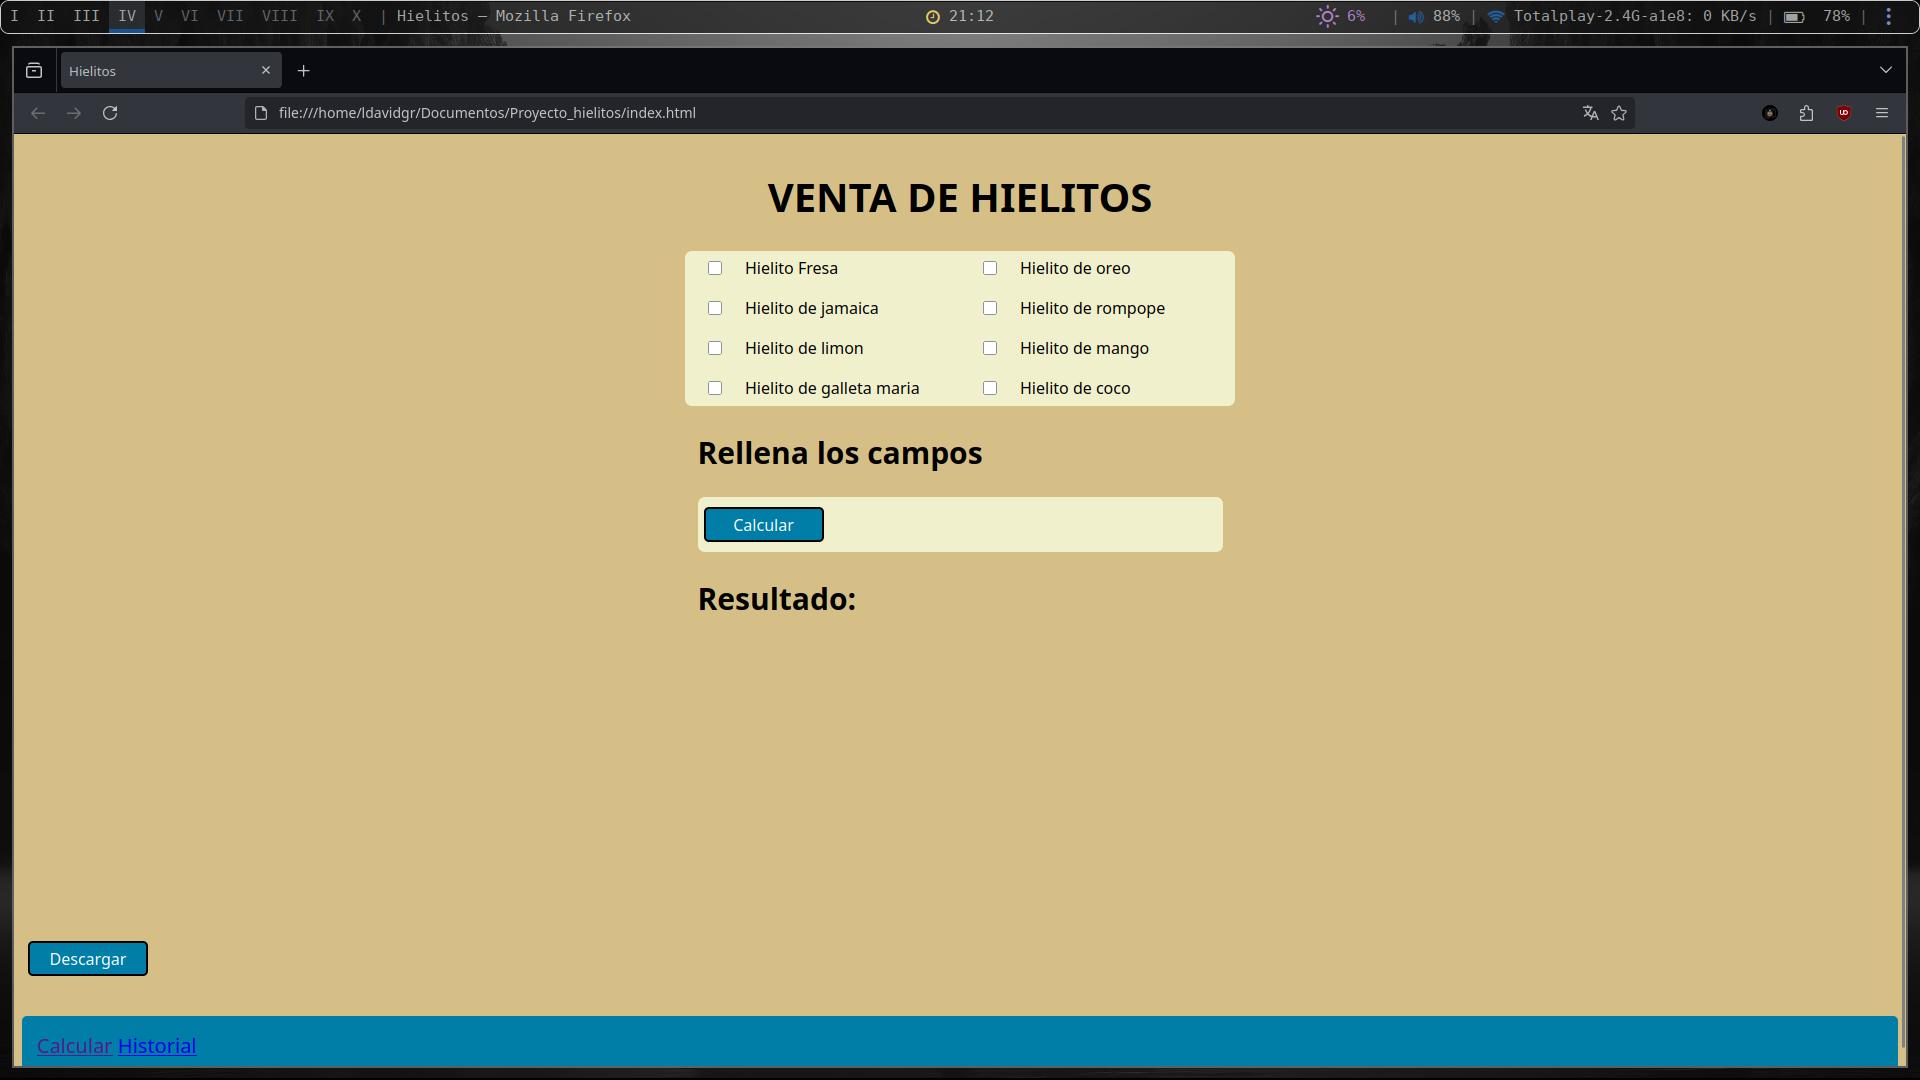 I II III IV V VI VII VIII IX X | Hielitos — Mozilla Firefox 21:12 6% | 88% | Totalplay-2.4G-a1e8: 0 KB/s | 78% |
Hielitos
file:///home/ldavidgr/Documentos/Proyecto_hielitos/index.html
VENTA DE HIELITOS
Hielito Fresa Hielito de oreo
Hielito de jamaica Hielito de rompope
Hielito de limon Hielito de mango
Hielito de galleta maria Hielito de coco
Rellena los campos
Calcular
Resultado:
Descargar
Calcular Historial